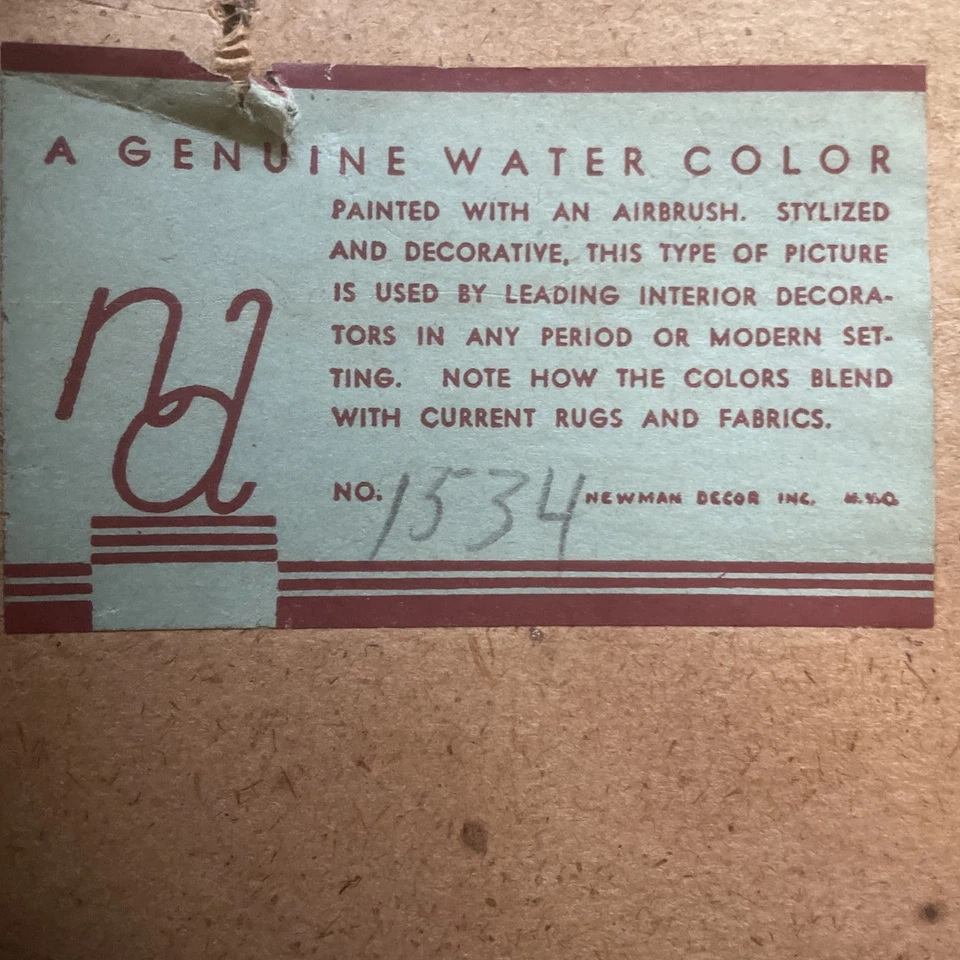 A GENUINE WATER COLOR
PAINTED WITH AN AIRBRUSH. STYLIZED
AND DECORATIVE, THIS TYPE OF PICTURE
IS USED BY LEADING INTERIOR DECORA-
TORS IN ANY PERIOD OR MODERN SET-
TING. NOTE HOW THE COLORS BLEND
WITH CURRENT RUGS AND FABRICS.
nd
NO. 1534 NEWMAN DECOR INC.